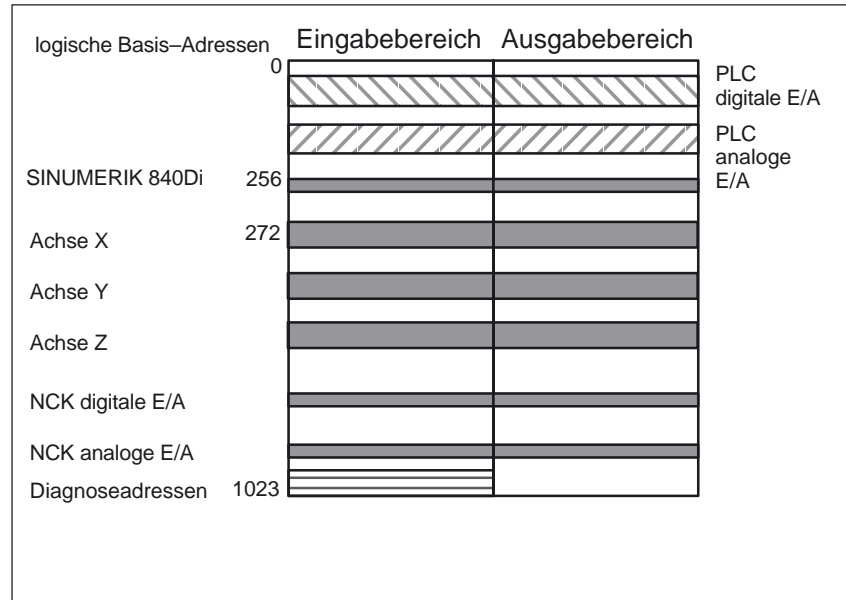 logische Basis–Adressen Eingabebereich Ausgabebereich
0
PLC
digitale E/A
PLC
analoge
E/A
SINUMERIK 840Di 256
Achse X 272
Achse Y
Achse Z
NCK digitale E/A
NCK analoge E/A
Diagnoseadressen 1023